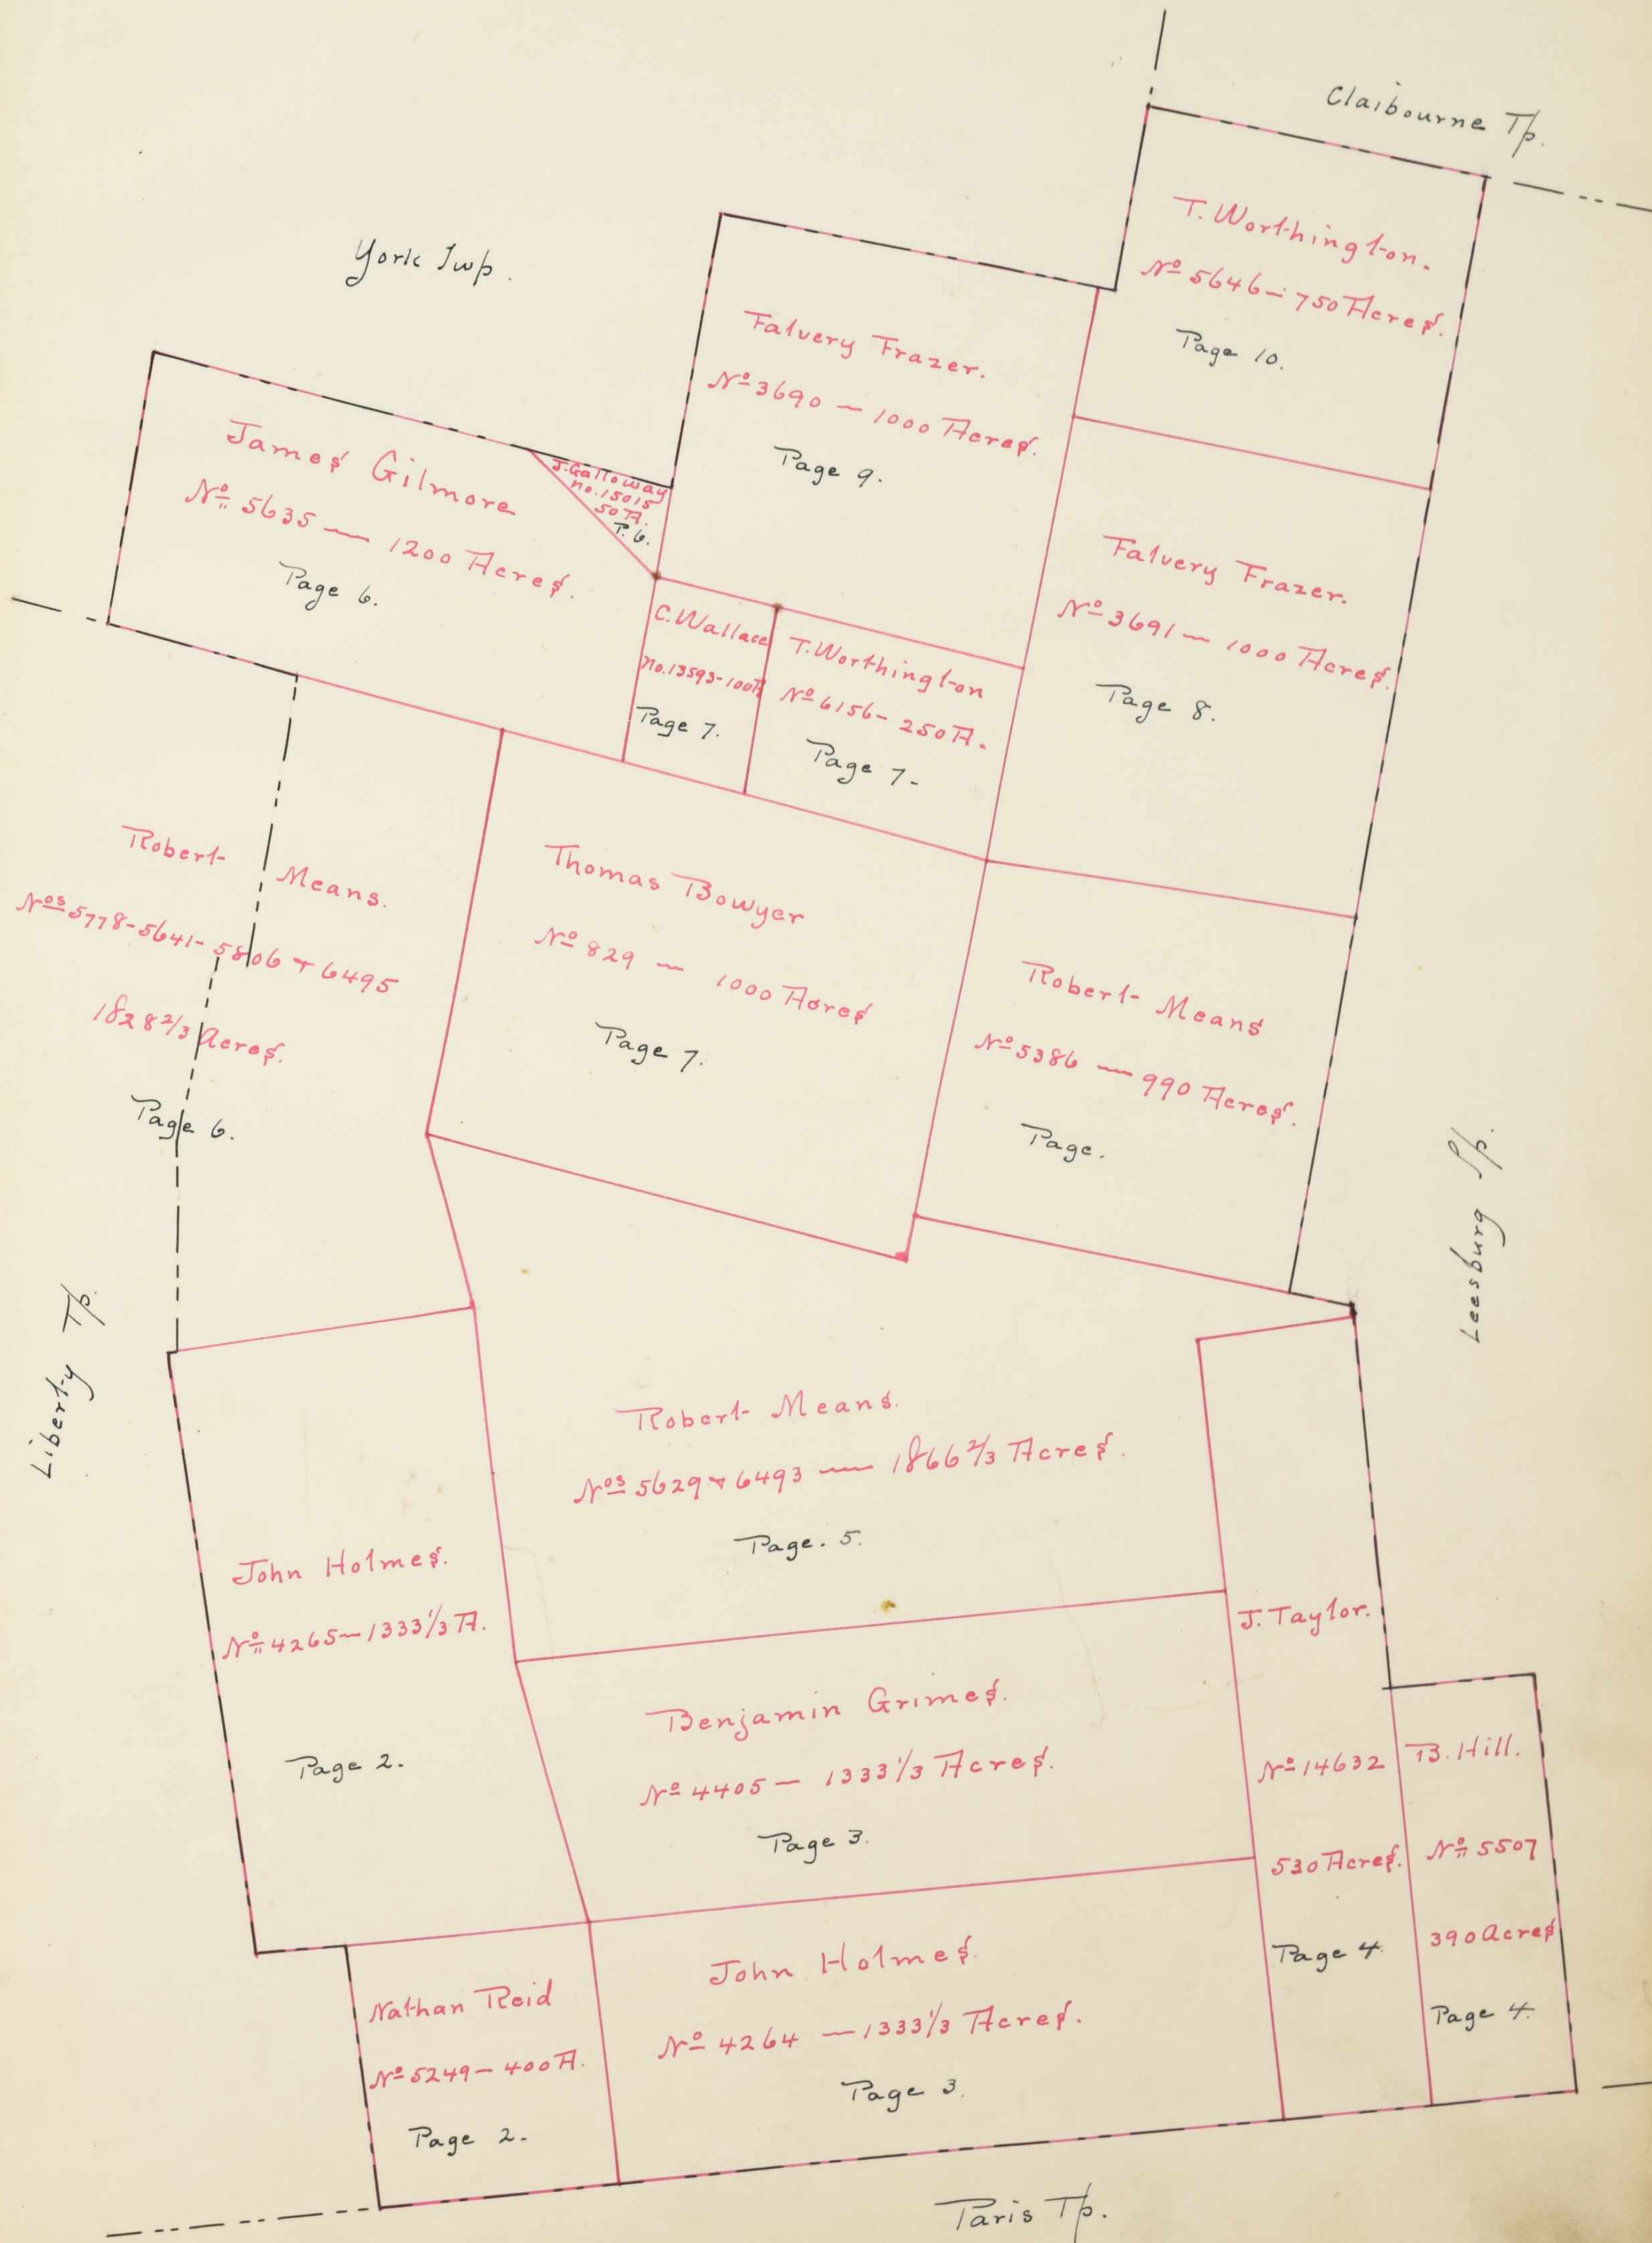 Claibourne Tp.
York Twp.
T. Worthington.
No 5646 - 750 Acres.
Page 10.
Falvery Frazer.
No 3690 - 1000 Acres.
Page 9.
James Gilmore
No 5635 - 1200 Acres.
Page 6.
J. Galloway
no. 15015
50 A.
P. 6.
Falvery Frazer.
No 3691 - 1000 Acres.
Page 8.
C. Wallace
no. 13593-100A
Page 7.
T. Worthington
No 6156 - 250 A.
Page 7-
Robert Means.
Nos 5778-5641-5806 + 6495
1828 2/3 Acres.
Page 6.
Thomas Bowyer
No 829 - 1000 Acres
Page 7.
Robert Means
No 5386 - 990 Acres.
Page.
Leesburg Tp.
Liberty Tp.
Robert Means.
Nos 5629 + 6493 - 1866 2/3 Acres.
Page. 5.
John Holmes.
No 4265 - 1333 1/3 A.
Page 2.
Benjamin Grimes.
No 4405 - 1333 1/3 Acres.
Page 3.
J. Taylor.
No 14632
530 Acres.
Page 4.
B. Hill.
No 5507
390 Acres
Page 4.
Nathan Reid
No 5249 - 400 A.
Page 2.
John Holmes.
No 4264 - 1333 1/3 Acres.
Page 3.
Paris Tp.